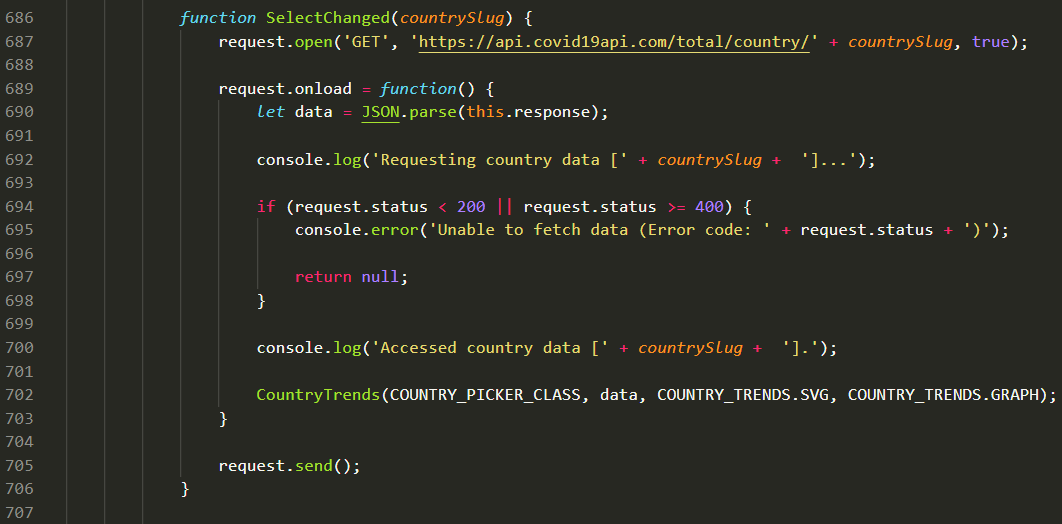 686 function SelectChanged(countrySlug) {
687 request.open('GET', 'https://api.covid19api.com/total/country/' + countrySlug, true);
688
689 request.onload = function() {
690 let data = JSON.parse(this.response);
691
692 console.log('Requesting country data [' + countrySlug +  ']...');
693
694 if (request.status < 200 || request.status >= 400) {
695 console.error('Unable to fetch data (Error code: ' + request.status + ')');
696
697 return null;
698 }
699
700 console.log('Accessed country data [' + countrySlug +  '].');
701
702 CountryTrends(COUNTRY_PICKER_CLASS, data, COUNTRY_TRENDS.SVG, COUNTRY_TRENDS.GRAPH);
703 }
704
705 request.send();
706 }
707